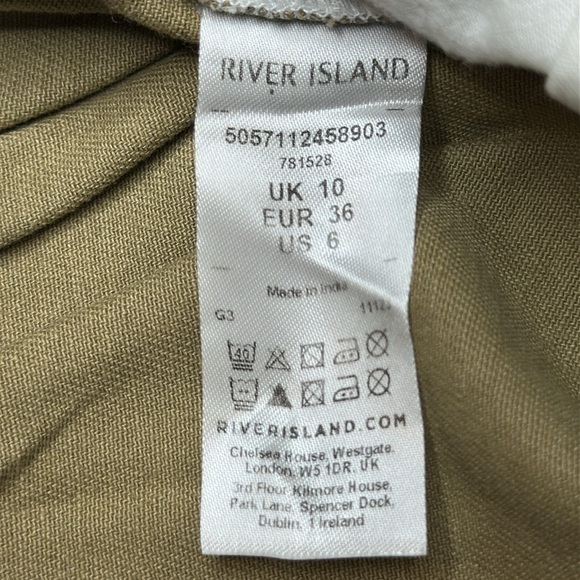 RIVER ISLAND
5057112458903
781528
UK 10
EUR 36
US 6
Made in India
G3
40
RIVERISLAND.COM
Chelsea House, Westgate,
London, W5 1DR, UK
3rd Floor Kilmore House,
Park Lane, Spencer Dock,
Dublin, 1 Ireland